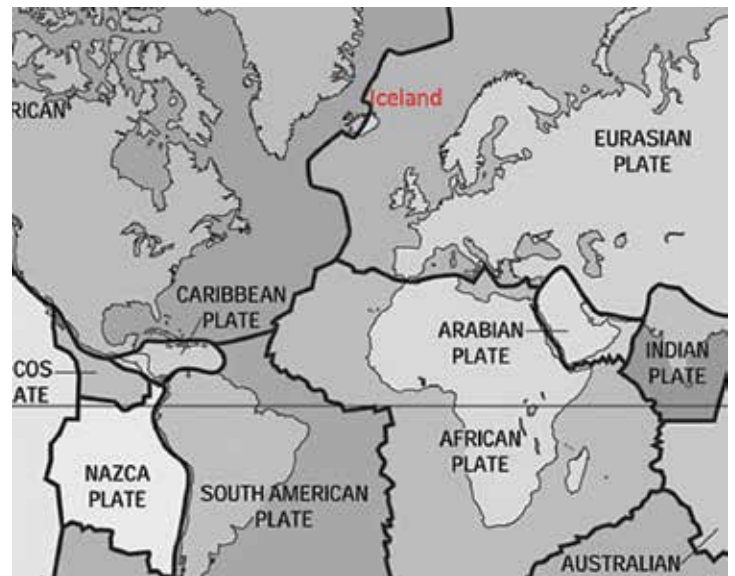 Iceland
RICAN
EURASIAN
PLATE
CARIBBEAN
PLATE
ARABIAN
PLATE
INDIAN
PLATE
COS
ATE
AFRICAN
PLATE
NAZCA
PLATE
SOUTH AMERICAN
PLATE
AUSTRALIAN